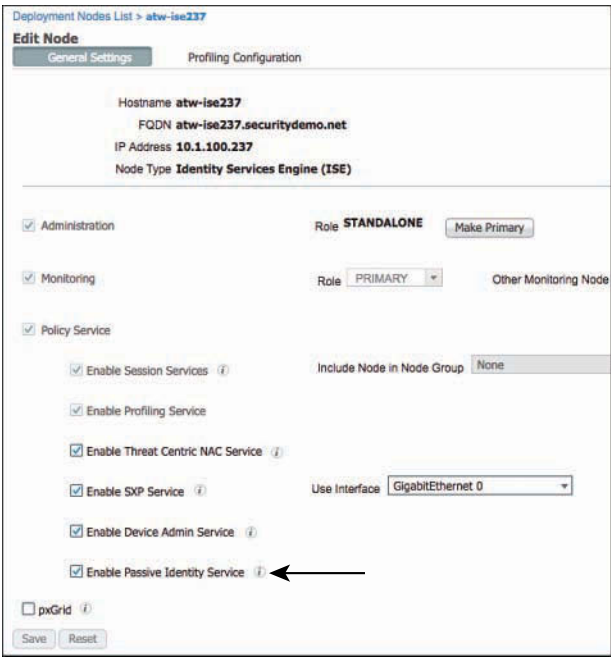 Deployment Nodes List > atw-ise237
Edit Node
General Settings Profiling Configuration
Hostname atw-ise237
FQDN atw-ise237.securitydemo.net
IP Address 10.1.100.237
Node Type Identity Services Engine (ISE)
Administration Role STANDALONE Make Primary
Monitoring Role PRIMARY Other Monitoring Node
Policy Service
Enable Session Services Include Node in Node Group None
Enable Profiling Service
Enable Threat Centric NAC Service
Enable SXP Service Use Interface GigabitEthernet 0
Enable Device Admin Service
Enable Passive Identity Service
pxGrid
Save Reset